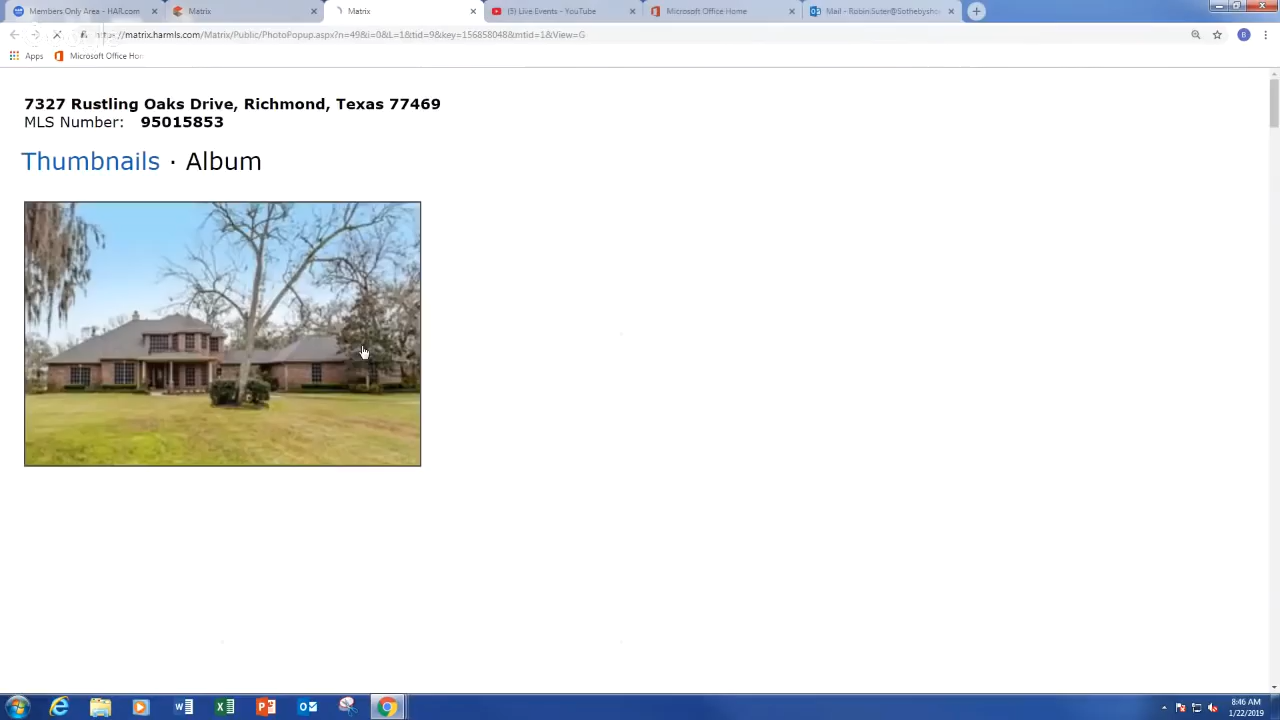 Members Only Area - HAR.com
Matrix
Matrix
(5) Live Events - YouTube
Microsoft Office Home
Mail - Robin.Suter@Sothebysho
matrix.harmls.com/Matrix/Public/PhotoPopup.aspx?n=49&i=0&L=1&tid=9&key=156858048&mtid=1&View=G
B
Apps
Microsoft Office Hom
7327 Rustling Oaks Drive, Richmond, Texas 77469
MLS Number: 95015853
Thumbnails · Album
8:46 AM
1/22/2019